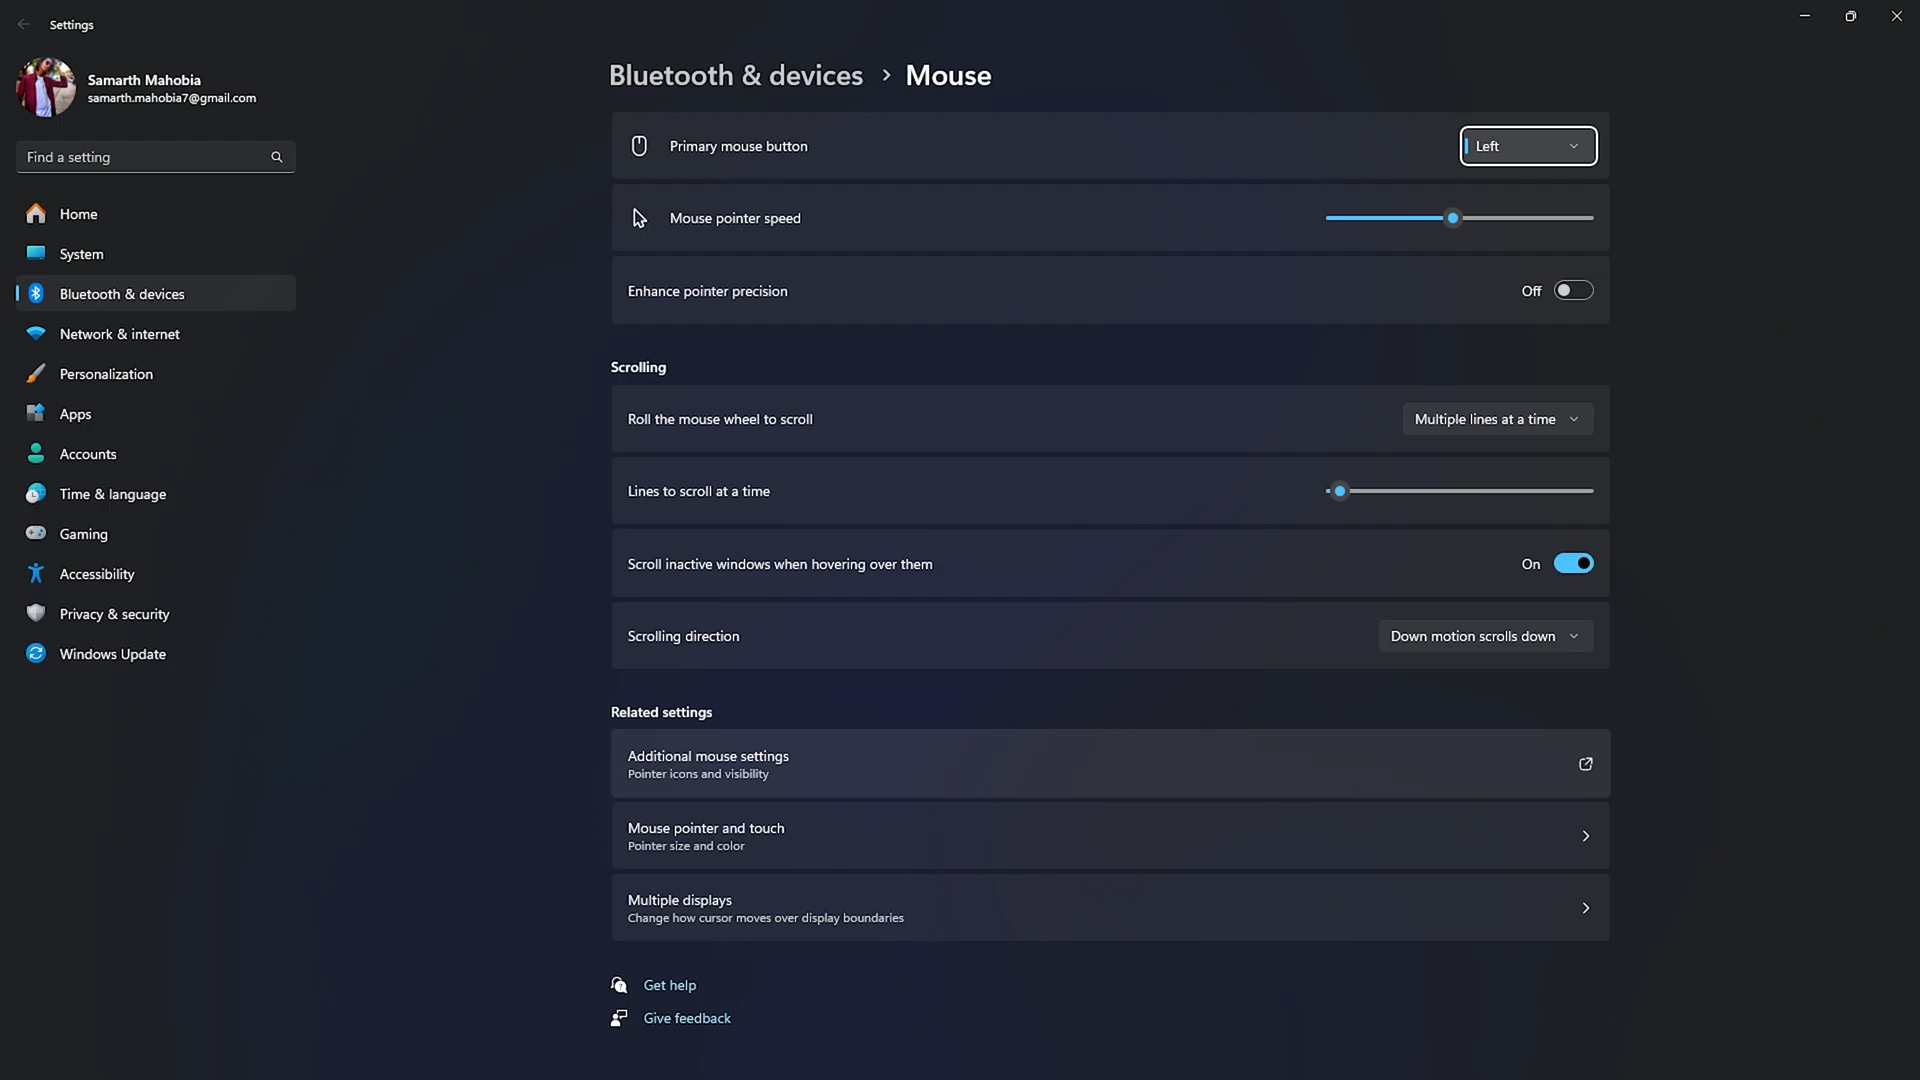 Settings
Samarth Mahobia
samarth.mahobia7@gmail.com
Find a setting
Home
System
Bluetooth & devices
Network & internet
Personalization
Apps
Accounts
Time & language
Gaming
Accessibility
Privacy & security
Windows Update
Bluetooth & devices › Mouse
Primary mouse button Left
Mouse pointer speed
Enhance pointer precision Off
Scrolling
Roll the mouse wheel to scroll Multiple lines at a time
Lines to scroll at a time
Scroll inactive windows when hovering over them On
Scrolling direction Down motion scrolls down
Related settings
Additional mouse settings
Pointer icons and visibility
Mouse pointer and touch
Pointer size and color
Multiple displays
Change how cursor moves over display boundaries
Get help
Give feedback